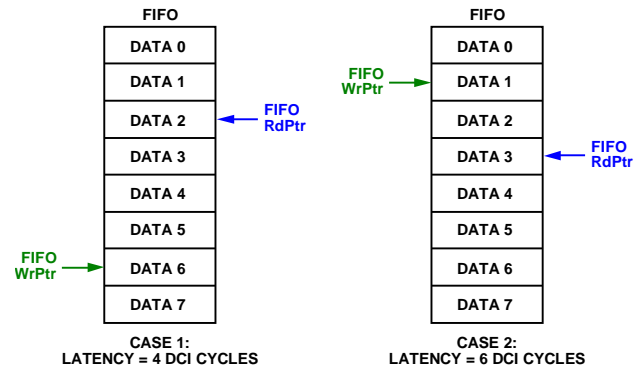 FIFO
DATA 0
DATA 1
DATA 2
DATA 3
DATA 4
DATA 5
DATA 6
DATA 7
FIFO
RdPtr
FIFO
WrPtr
CASE 1:
LATENCY = 4 DCI CYCLES
FIFO
DATA 0
DATA 1
DATA 2
DATA 3
DATA 4
DATA 5
DATA 6
DATA 7
FIFO
WrPtr
FIFO
RdPtr
CASE 2:
LATENCY = 6 DCI CYCLES